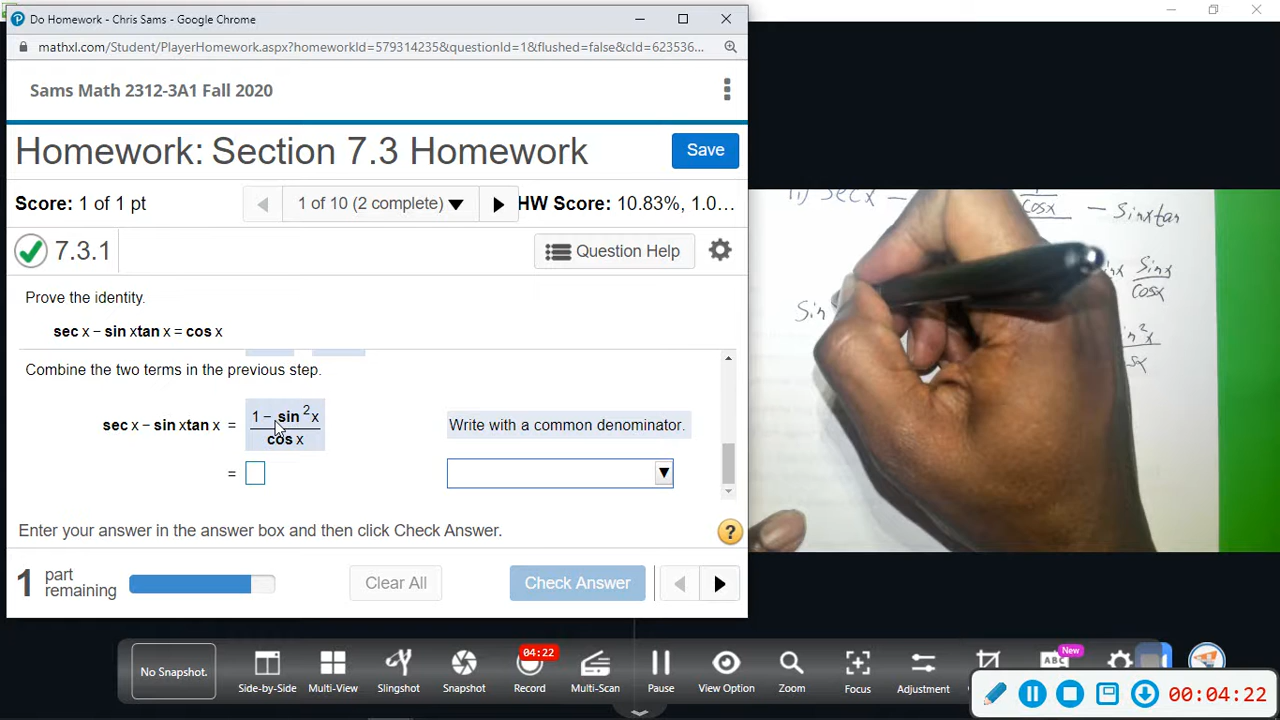 Do Homework - Chris Sams - Google Chrome
mathxl.com/Student/PlayerHomework.aspx?homeworkId=579314235&questionId=1&flushed=false&cId=623536...
Sams Math 2312-3A1 Fall 2020
Homework: Section 7.3 Homework Save
Score: 1 of 1 pt 1 of 10 (2 complete) HW Score: 10.83%, 1.0...
7.3.1 Question Help
Prove the identity.
sec x − sin x tan x = cos x
Combine the two terms in the previous step.
sec x − sin x tan x = (1 − sin² x)/(cos x) Write with a common denominator.
=
Enter your answer in the answer box and then click Check Answer. ?
1 part remaining Clear All Check Answer
Sec x − 1/Cos x − Sin x tan
Sin x/Cos x
Sin
No Snapshot. Side-by-Side Multi-View Slingshot Snapshot 04:22 Record Multi-Scan Pause View Option Zoom Focus Adjustment New ABC
00:04:22